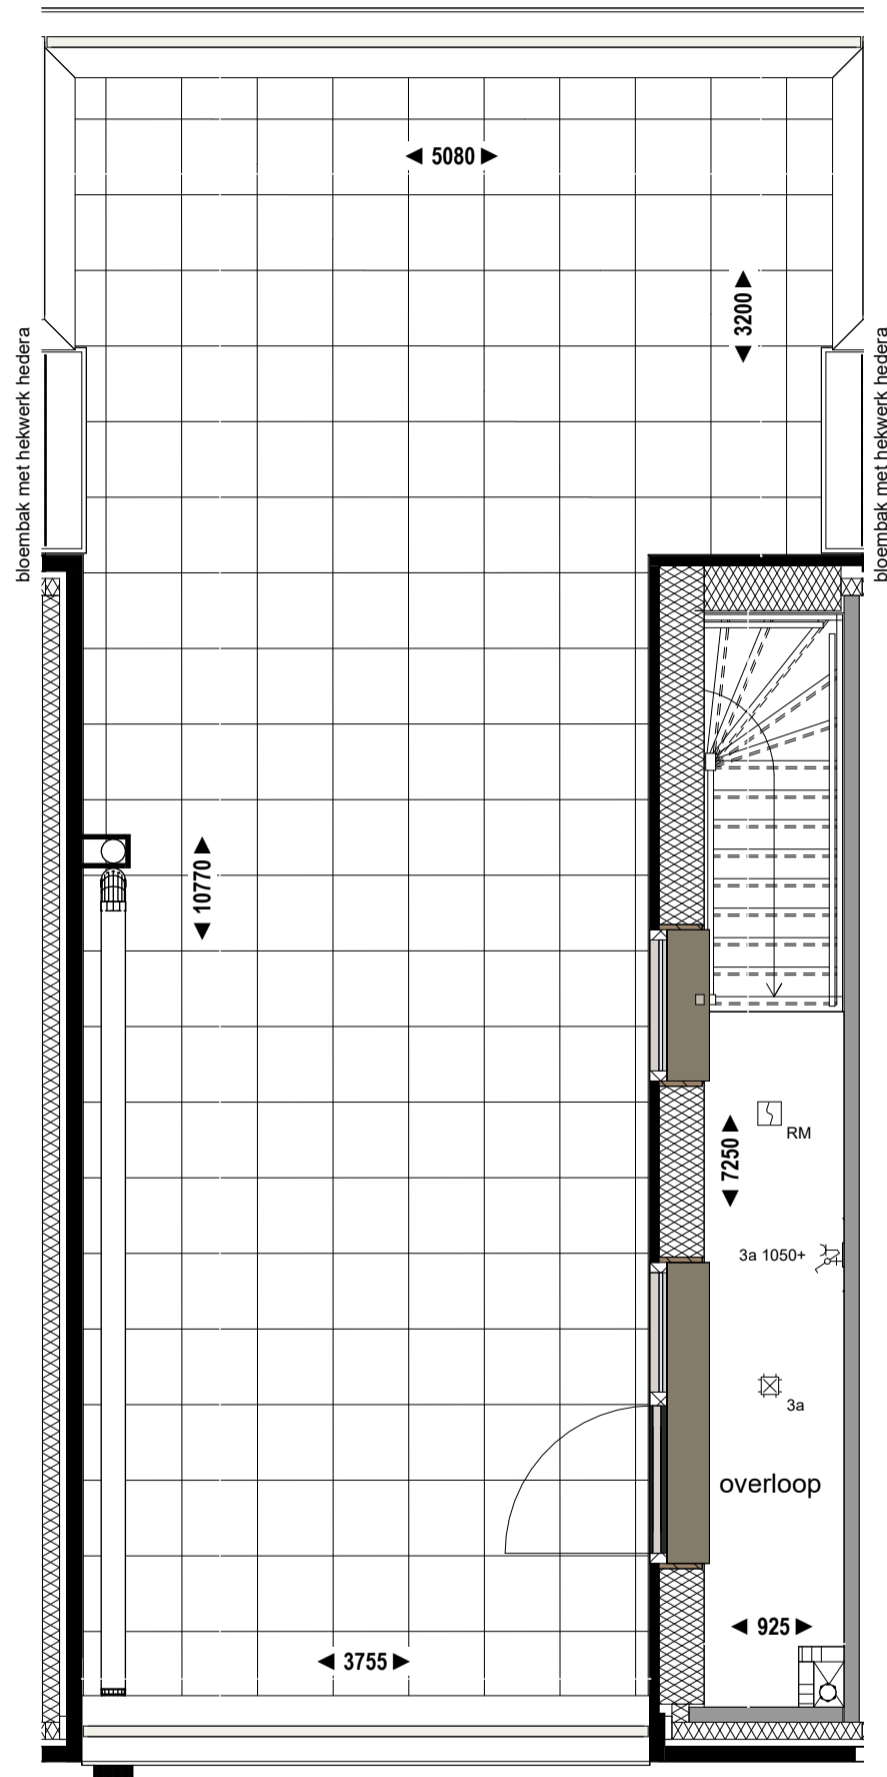 5080
3200
bloembak met hekwerk hedera
bloembak met hekwerk hedera
10770
RM
7250
3a 1050+
3a
overloop
925
3755